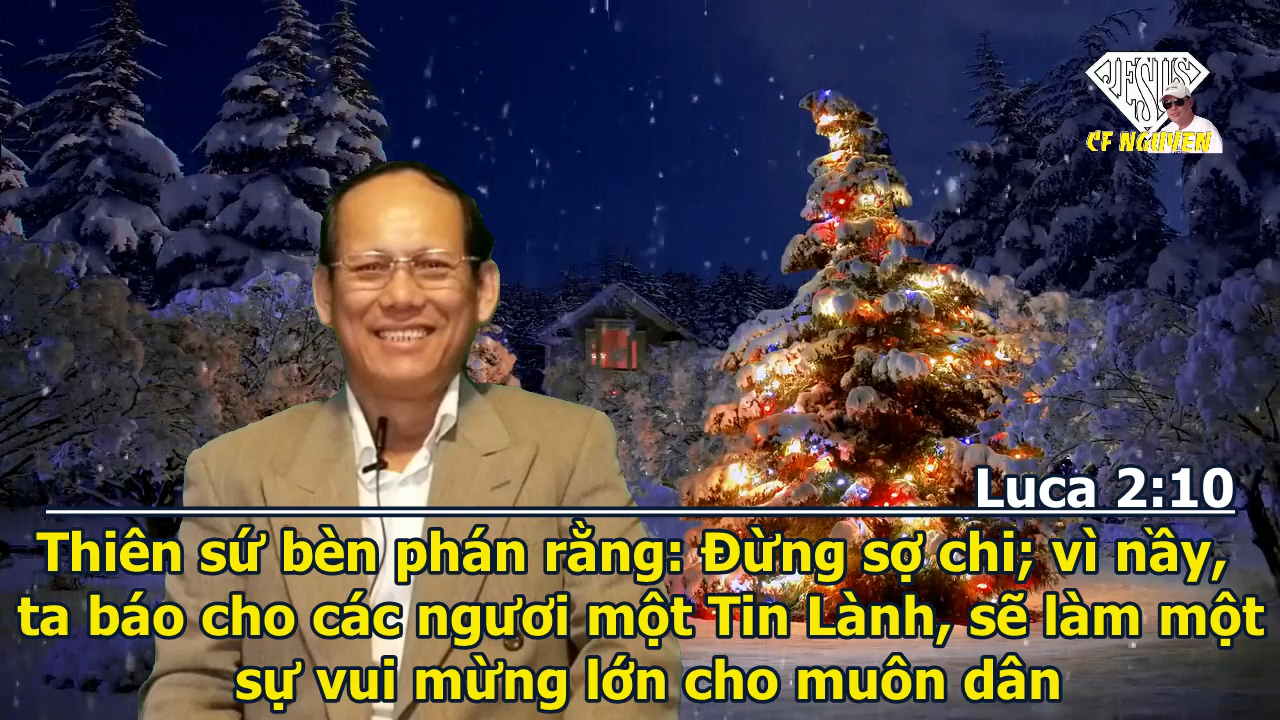 JESUS
CF NGUYEN
Luca 2:10
Thiên sứ bèn phán rằng: Đừng sợ chi; vì nầy,
ta báo cho các ngươi một Tin Lành, sẽ làm một
sự vui mừng lớn cho muôn dân